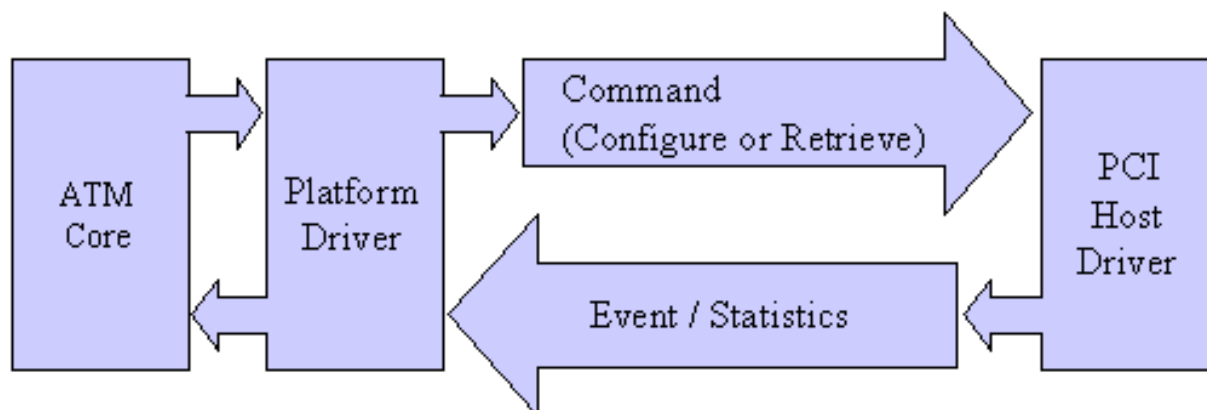 ATM
Core
Platform
Driver
Command
(Configure or Retrieve)
Event / Statistics
PCI
Host
Driver